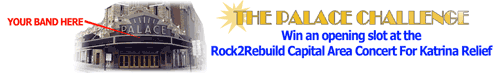 YOUR BAND HERE
PALACE
THE PALACE CHALLENGE
Win an opening slot at the
Rock2Rebuild Capital Area Concert For Katrina Relief